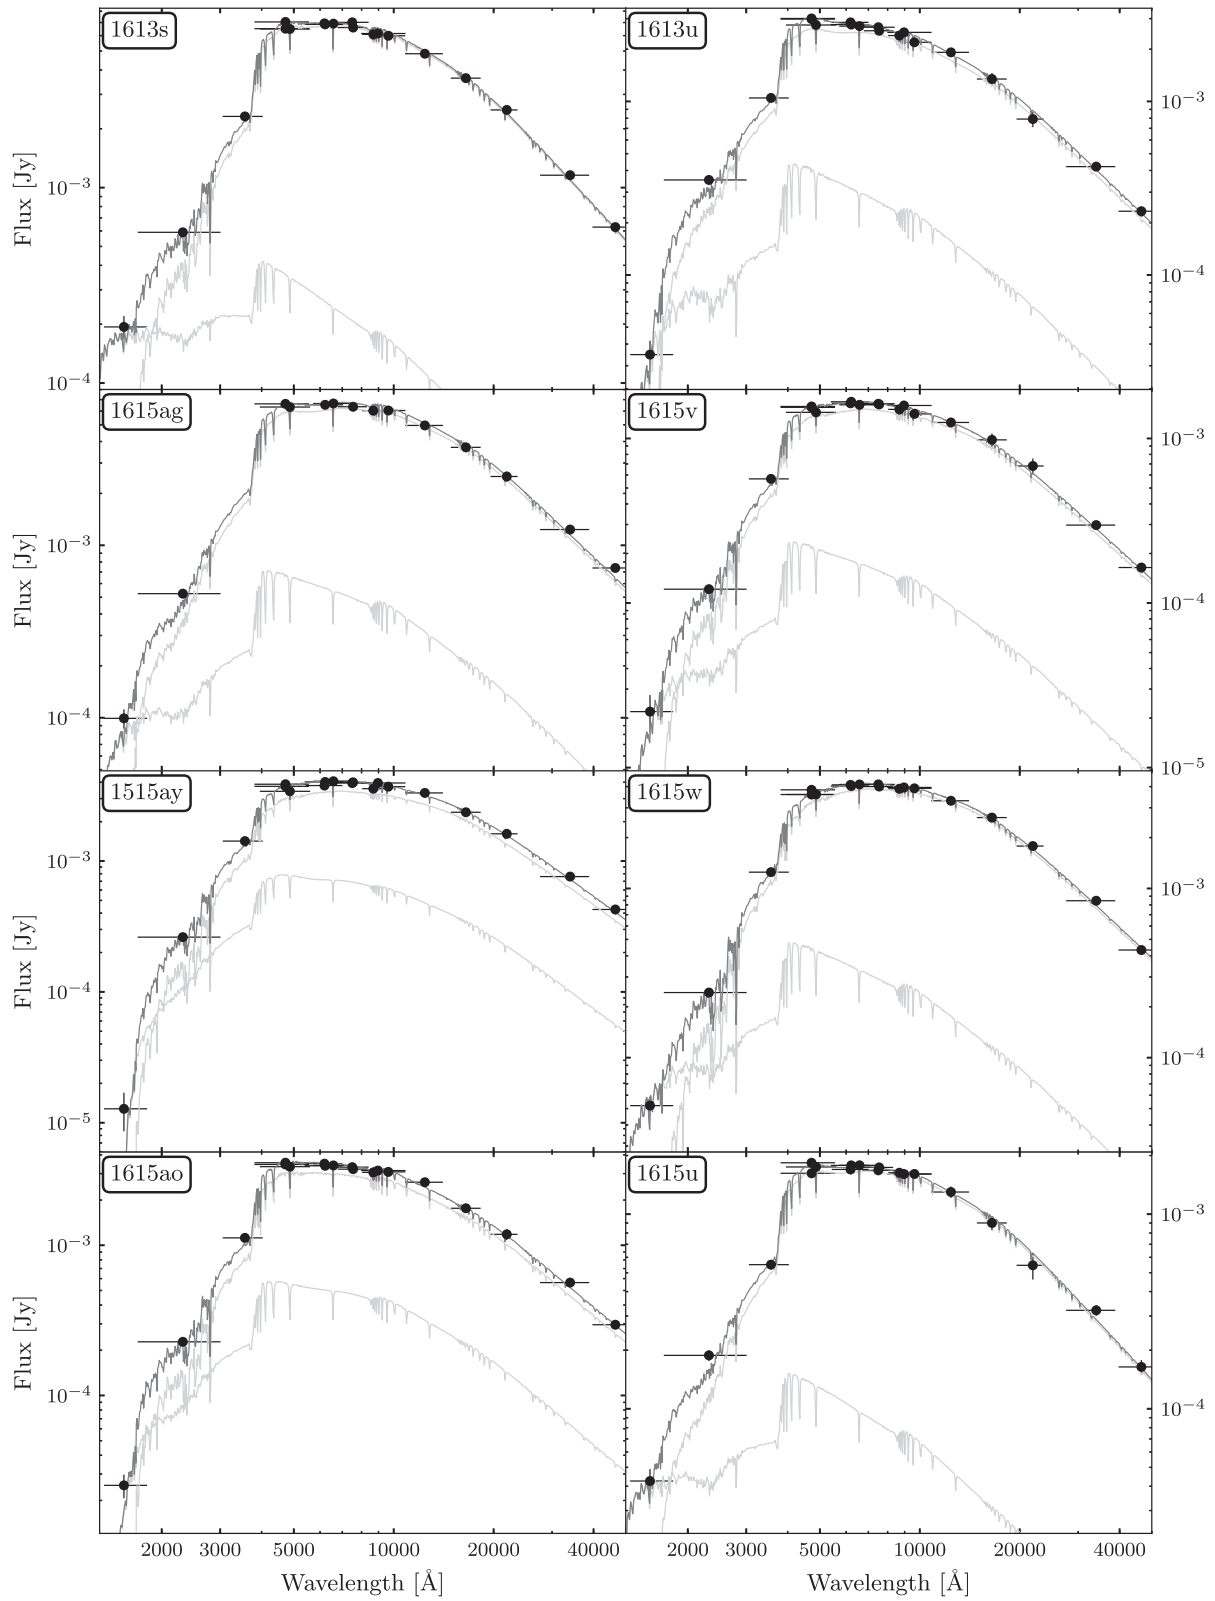 1613s
1613u
Flux [Jy]
10⁻³
10⁻⁴
10⁻³
10⁻⁴
1615ag
1615v
Flux [Jy]
10⁻³
10⁻⁴
10⁻³
10⁻⁴
10⁻⁵
1515ay
1615w
Flux [Jy]
10⁻³
10⁻⁴
10⁻⁵
10⁻³
10⁻⁴
1615ao
1615u
Flux [Jy]
10⁻³
10⁻⁴
10⁻³
10⁻⁴
2000 3000 5000 10000 20000 40000 2000 3000 5000 10000 20000 40000
Wavelength [Å] Wavelength [Å]